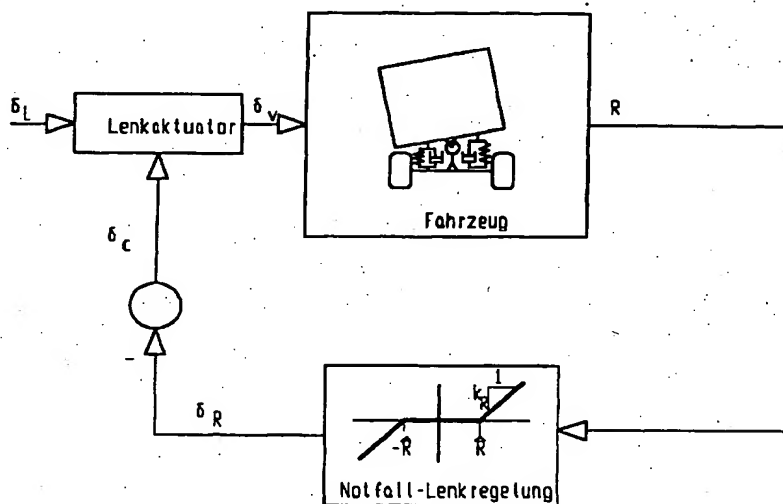 δL
Lenkaktuator
δv
R
Fahrzeug
δc
-
δR
1
kR
-R̂
R̂
Notfall-Lenkregelung